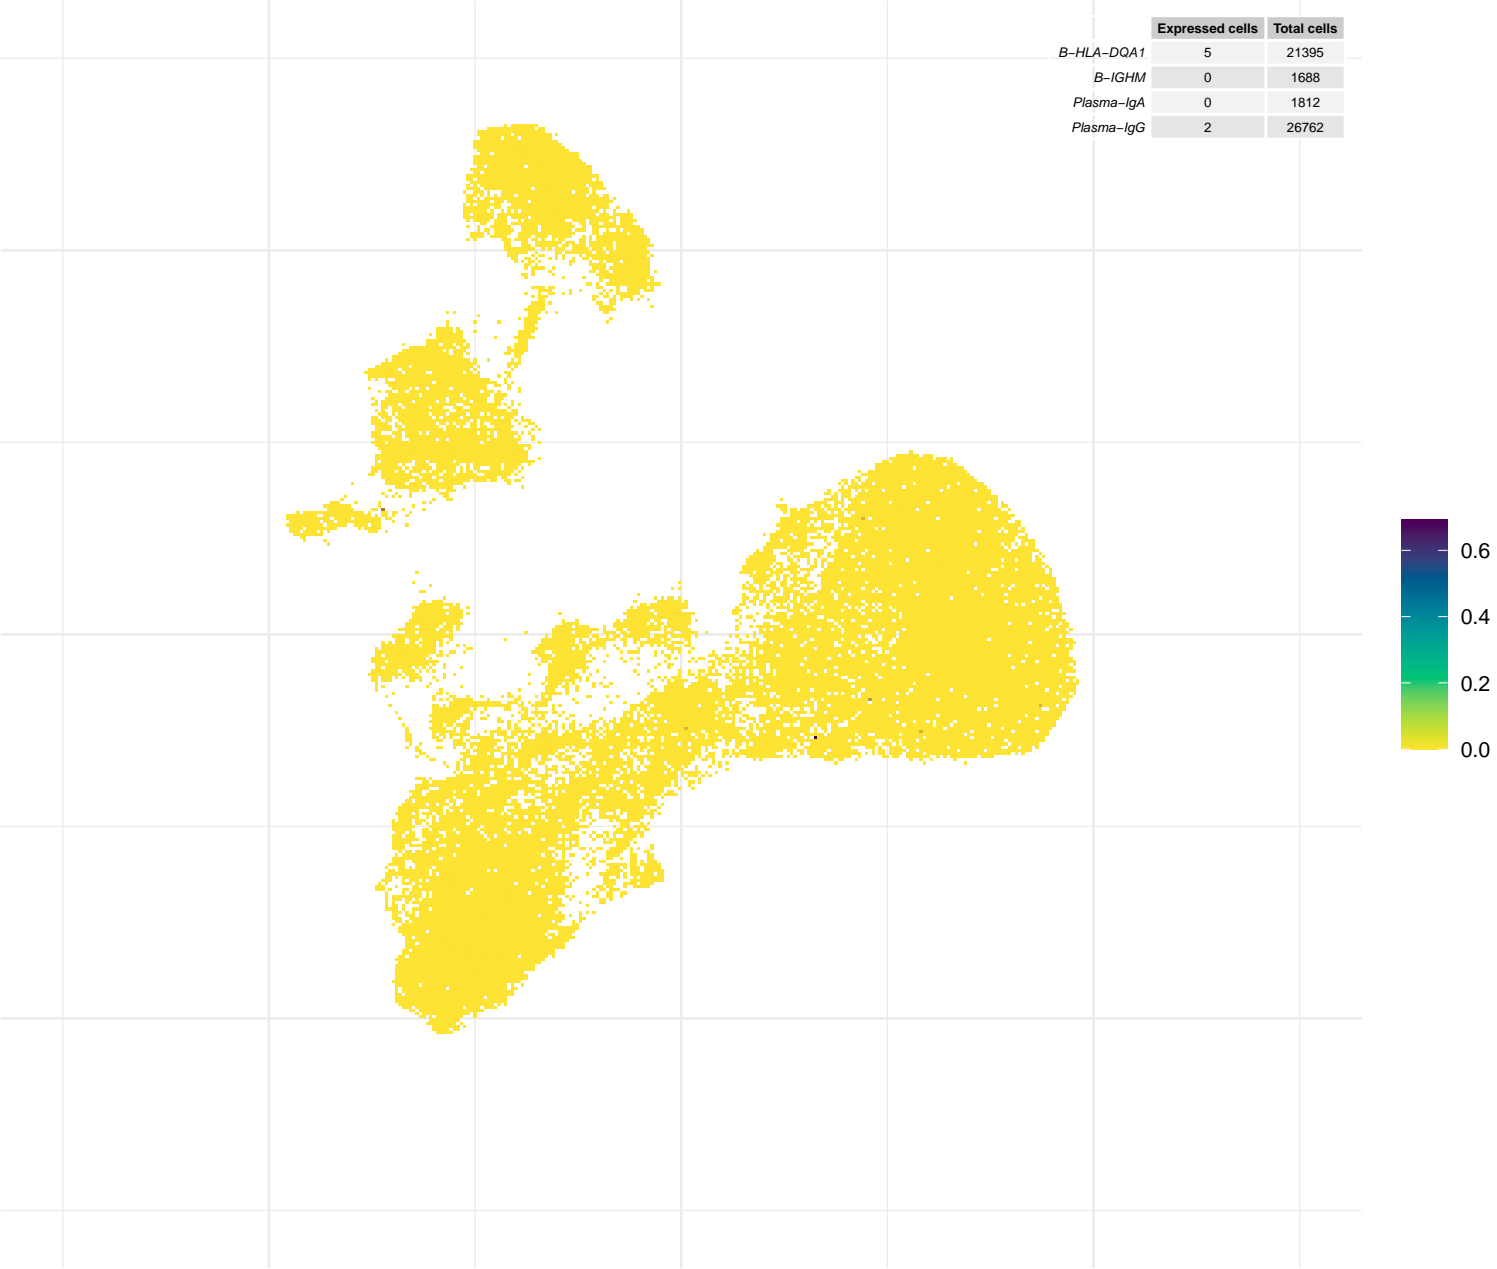 Expressed cells Total cells
B−HLA−DQA1 5 21395
B−IGHM 0 1688
Plasma−IgA 0 1812
Plasma−IgG 2 26762
0.6
0.4
0.2
0.0